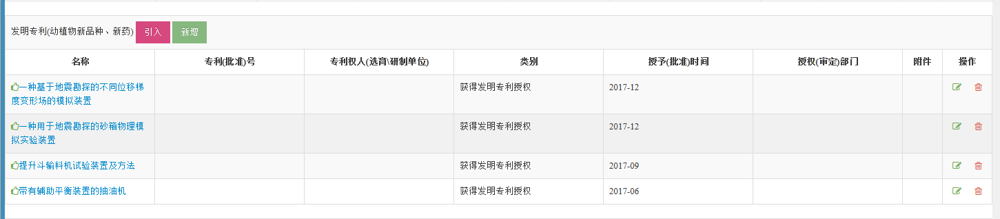 发明专利(动植物新品种、新药) 引入 新增
名称 专利(批准)号 专利权人(选育\研制单位) 类别 授予(批准)时间 授权(审定)部门 附件 操作
一种基于地震勘探的不同位移梯 获得发明专利授权 2017-12
度变形场的模拟装置
一种用于地震勘探的砂箱物理模 获得发明专利授权 2017-12
拟实验装置
提升斗输料机试验装置及方法 获得发明专利授权 2017-09
带有辅助平衡装置的抽油机 获得发明专利授权 2017-06